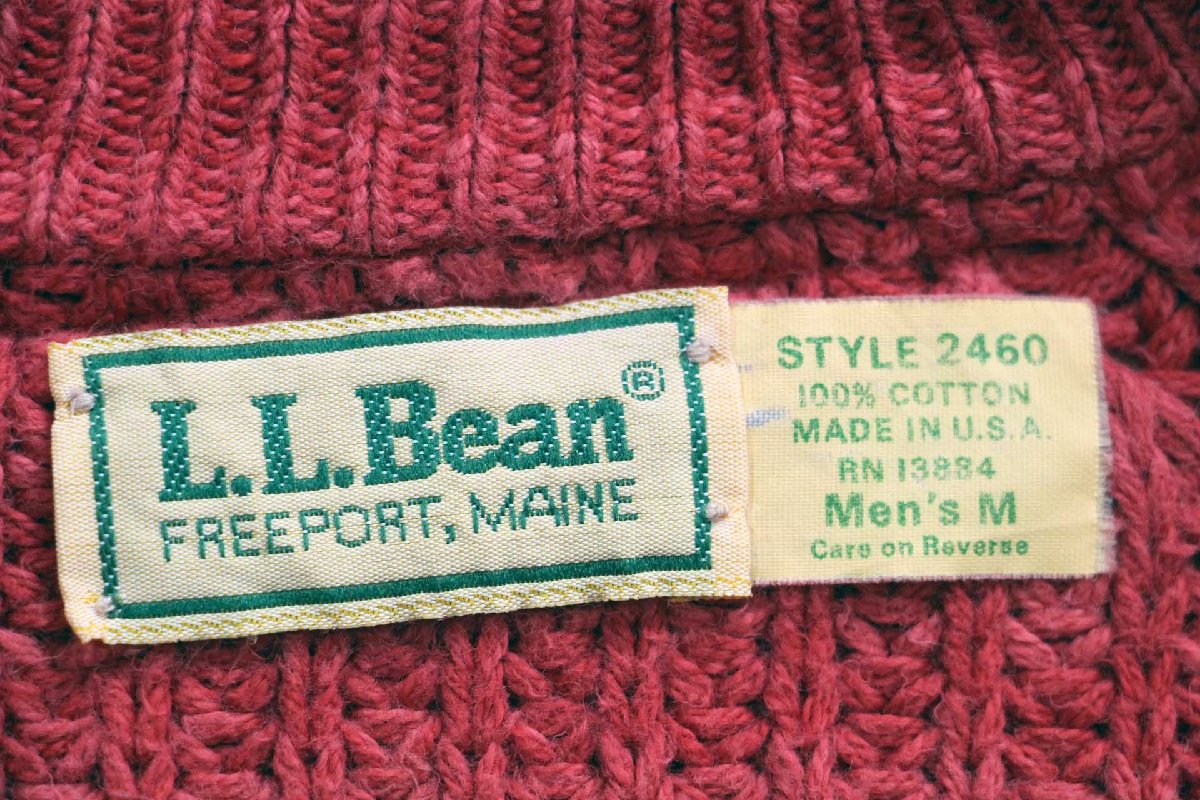 L.L.Bean®
FREEPORT, MAINE
STYLE 2460
100% COTTON
MADE IN U.S.A.
RN 13884
Men's M
Care on Reverse